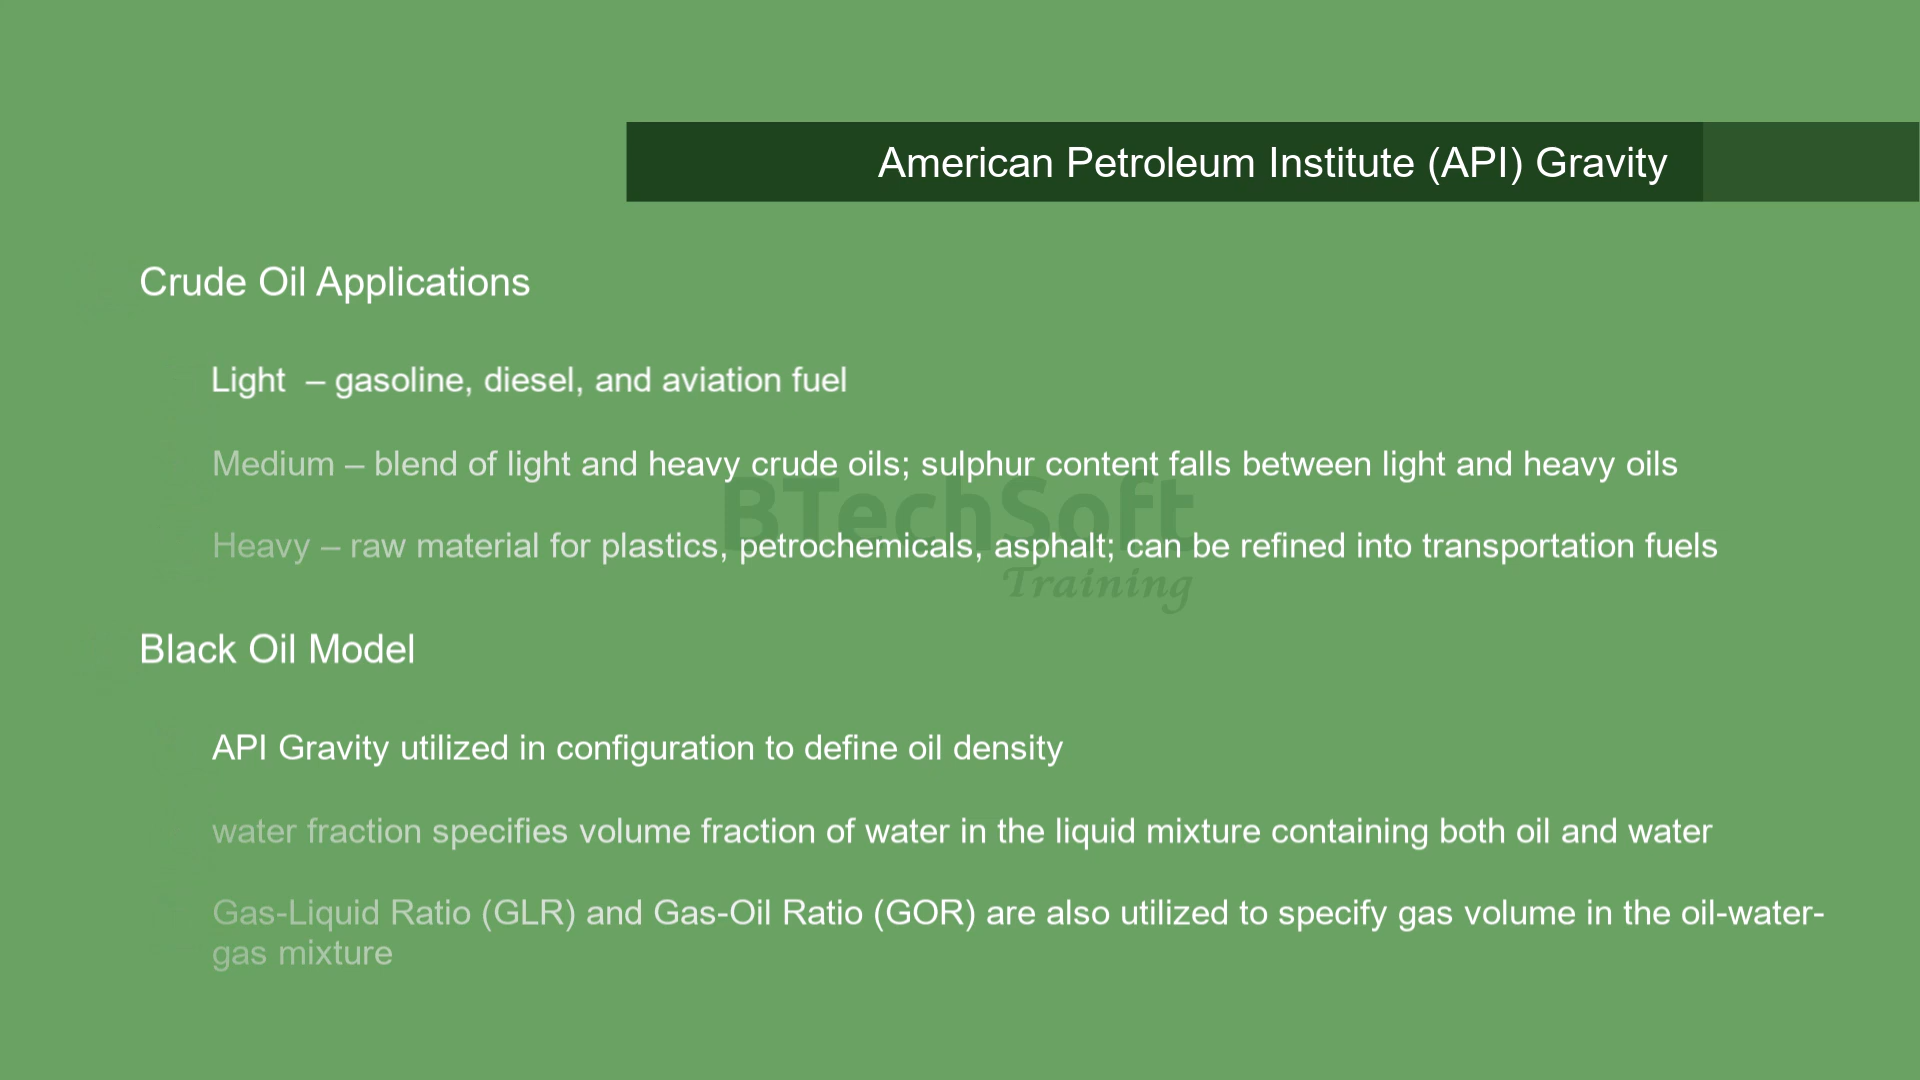 American Petroleum Institute (API) Gravity
Crude Oil Applications
Light – gasoline, diesel, and aviation fuel
Medium – blend of light and heavy crude oils; sulphur content falls between light and heavy oils
BTechSoft
Heavy – raw material for plastics, petrochemicals, asphalt; can be refined into transportation fuels
Training
Black Oil Model
API Gravity utilized in configuration to define oil density
water fraction specifies volume fraction of water in the liquid mixture containing both oil and water
Gas-Liquid Ratio (GLR) and Gas-Oil Ratio (GOR) are also utilized to specify gas volume in the oil-water-
gas mixture